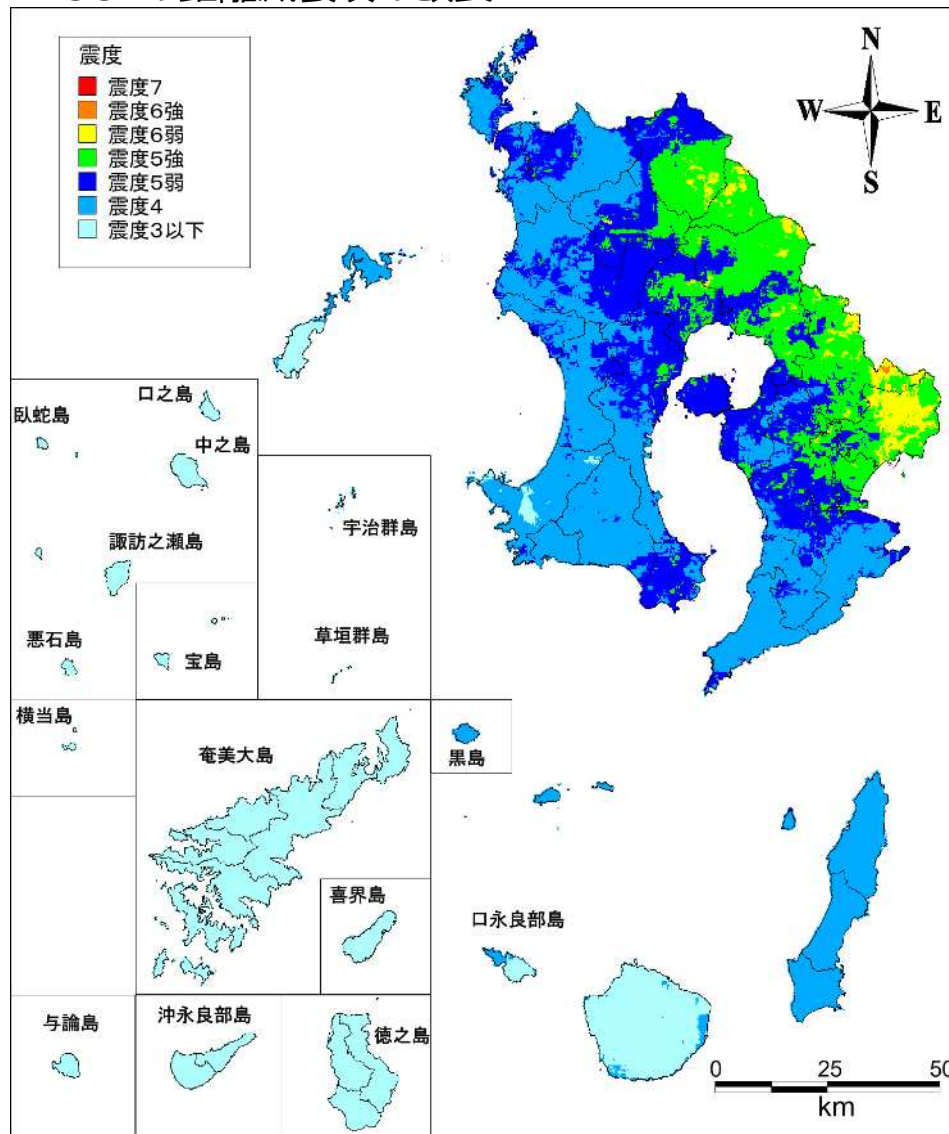 震度
震度7
震度6強
震度6弱
震度5強
震度5弱
震度4
震度3以下
N
W E
S
口之島
臥蛇島
中之島
宇治群島
諏訪之瀬島
悪石島
宝島
草垣群島
横当島
奄美大島
黒島
喜界島
口永良部島
与論島
沖永良部島
徳之島
0 25 50
km